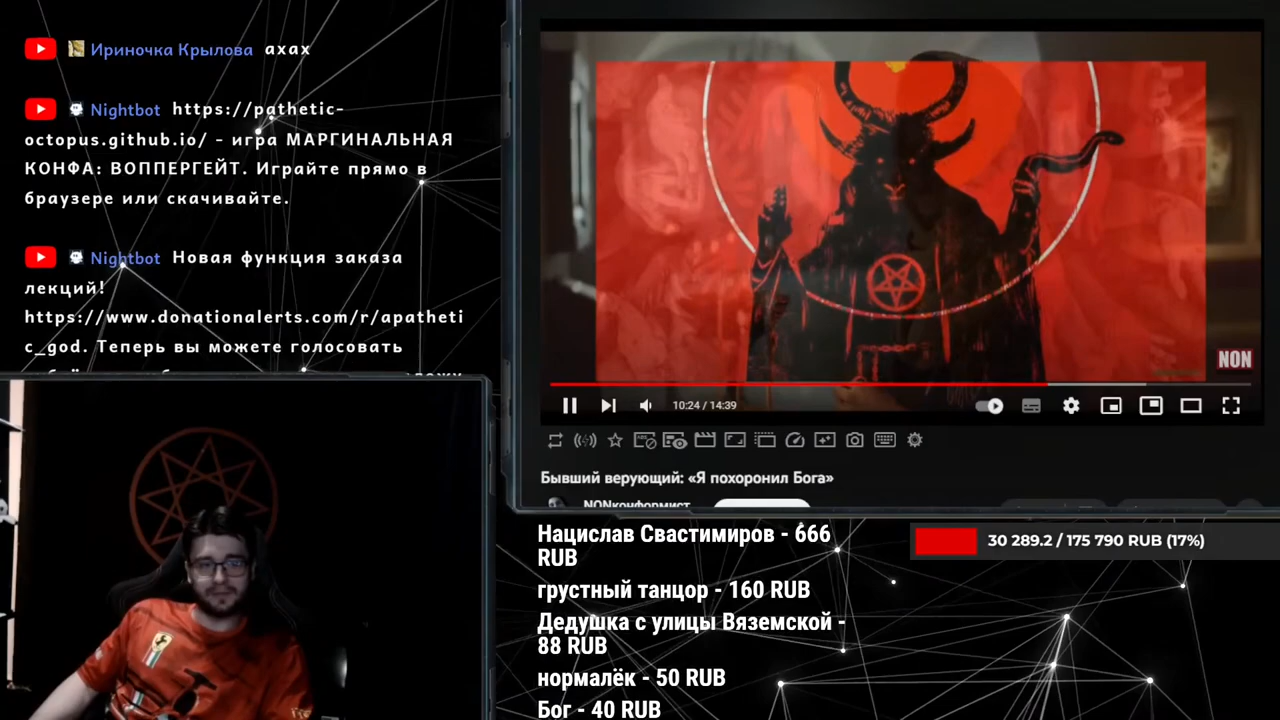 Ириночка Крылова ахах
Nightbot https://pathetic-
octopus.github.io/ - игра МАРГИНАЛЬНАЯ
КОНФА: ВОППЕРГЕЙТ. Играйте прямо в
браузере или скачивайте.
Nightbot Новая функция заказа
лекций!
https://www.donationalerts.com/r/apatheti
c_god. Теперь вы можете голосовать
NON
10:24 / 14:39
Бывший верующий: «Я похоронил Бога»
NONконформист
Нацислав Свастимиров - 666
RUB
грустный танцор - 160 RUB
Дедушка с улицы Вяземской -
88 RUB
нормалёк - 50 RUB
Бог - 40 RUB
30 289.2 / 175 790 RUB (17%)